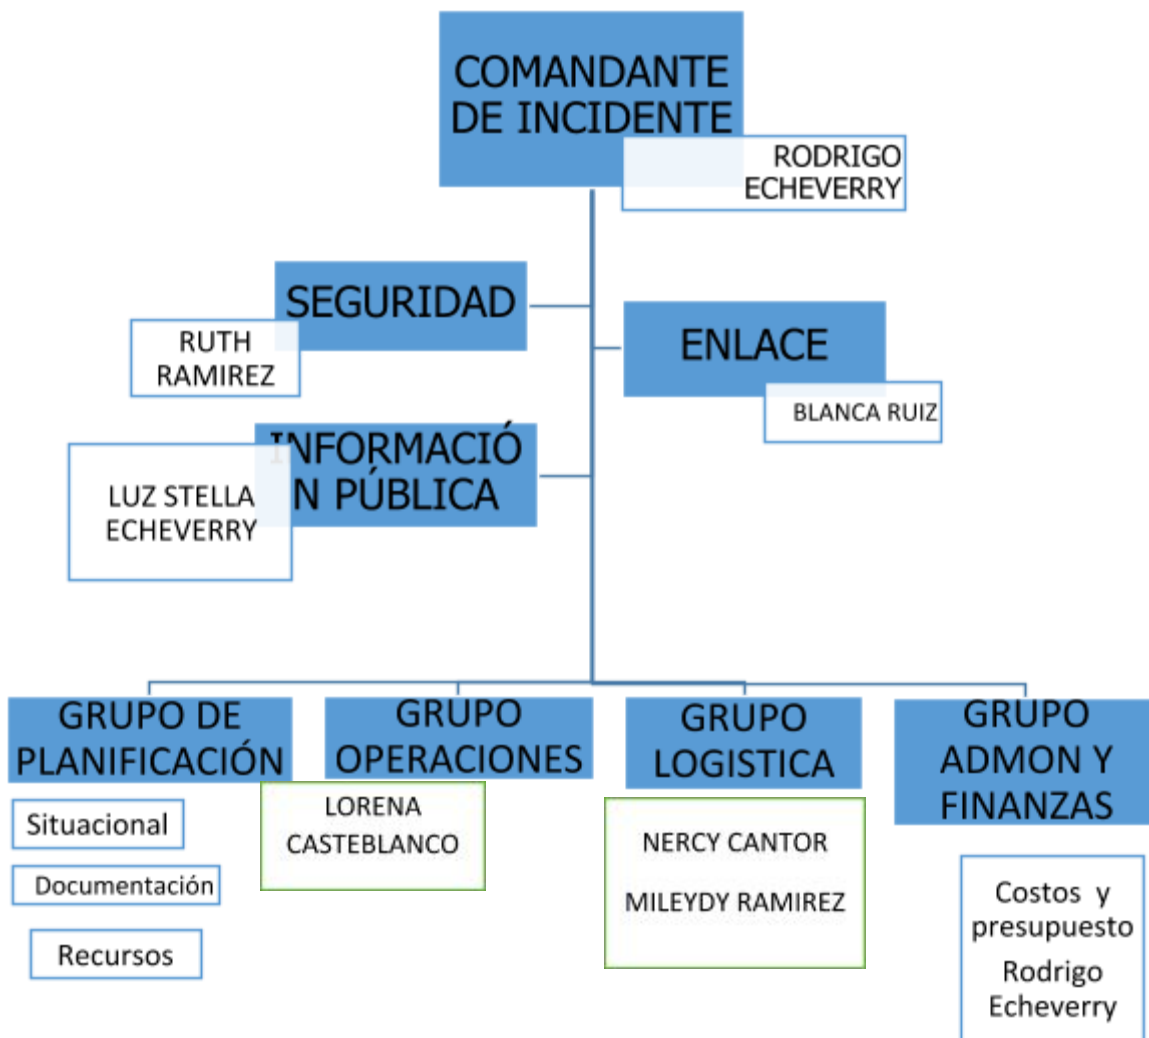 COMANDANTE
DE INCIDENTE
RODRIGO
ECHEVERRY
SEGURIDAD
RUTH
RAMIREZ
ENLACE
BLANCA RUIZ
INFORMACIÓ
N PÚBLICA
LUZ STELLA
ECHEVERRY
GRUPO DE
PLANIFICACIÓN
Situacional
Documentación
Recursos
GRUPO
OPERACIONES
LORENA
CASTEBLANCO
GRUPO
LOGISTICA
NERCY CANTOR
MILEYDY RAMIREZ
GRUPO
ADMON Y
FINANZAS
Costos y
presupuesto
Rodrigo
Echeverry